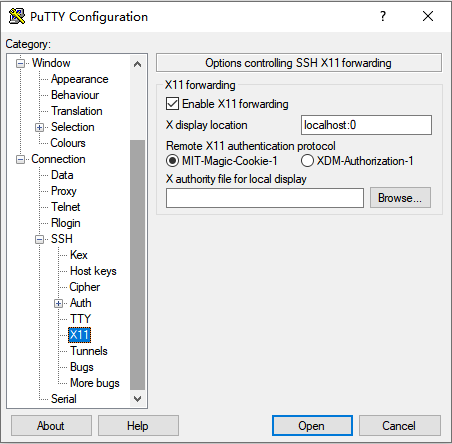 PuTTY Configuration
?
Category:
Window
Appearance
Behaviour
Translation
Selection
Colours
Connection
Data
Proxy
Telnet
Rlogin
SSH
Kex
Host keys
Cipher
Auth
TTY
X11
Tunnels
Bugs
More bugs
Serial
Options controlling SSH X11 forwarding
X11 forwarding
Enable X11 forwarding
X display location localhost:0
Remote X11 authentication protocol
MIT-Magic-Cookie-1 XDM-Authorization-1
X authority file for local display
Browse...
About Help Open Cancel